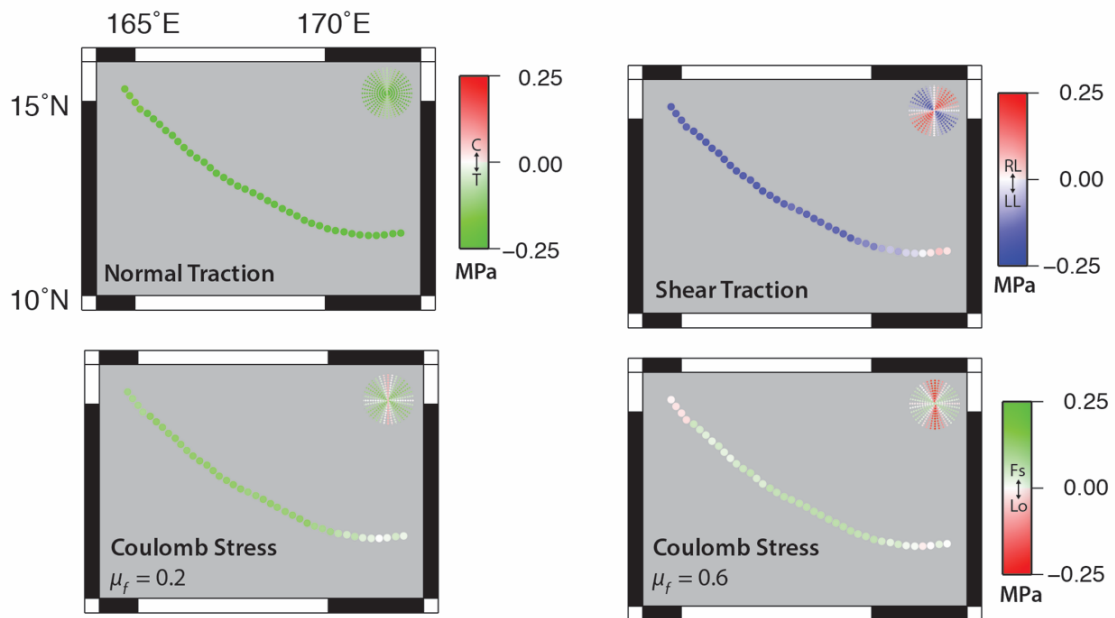 165˚E 170˚E
15˚N
10˚N
0.25
C
0.00
T
−0.25
MPa
Normal Traction
0.25
RL
0.00
LL
−0.25
MPa
Shear Traction
Coulomb Stress
μf = 0.2
Coulomb Stress
μf = 0.6
0.25
Fs
0.00
Lo
−0.25
MPa